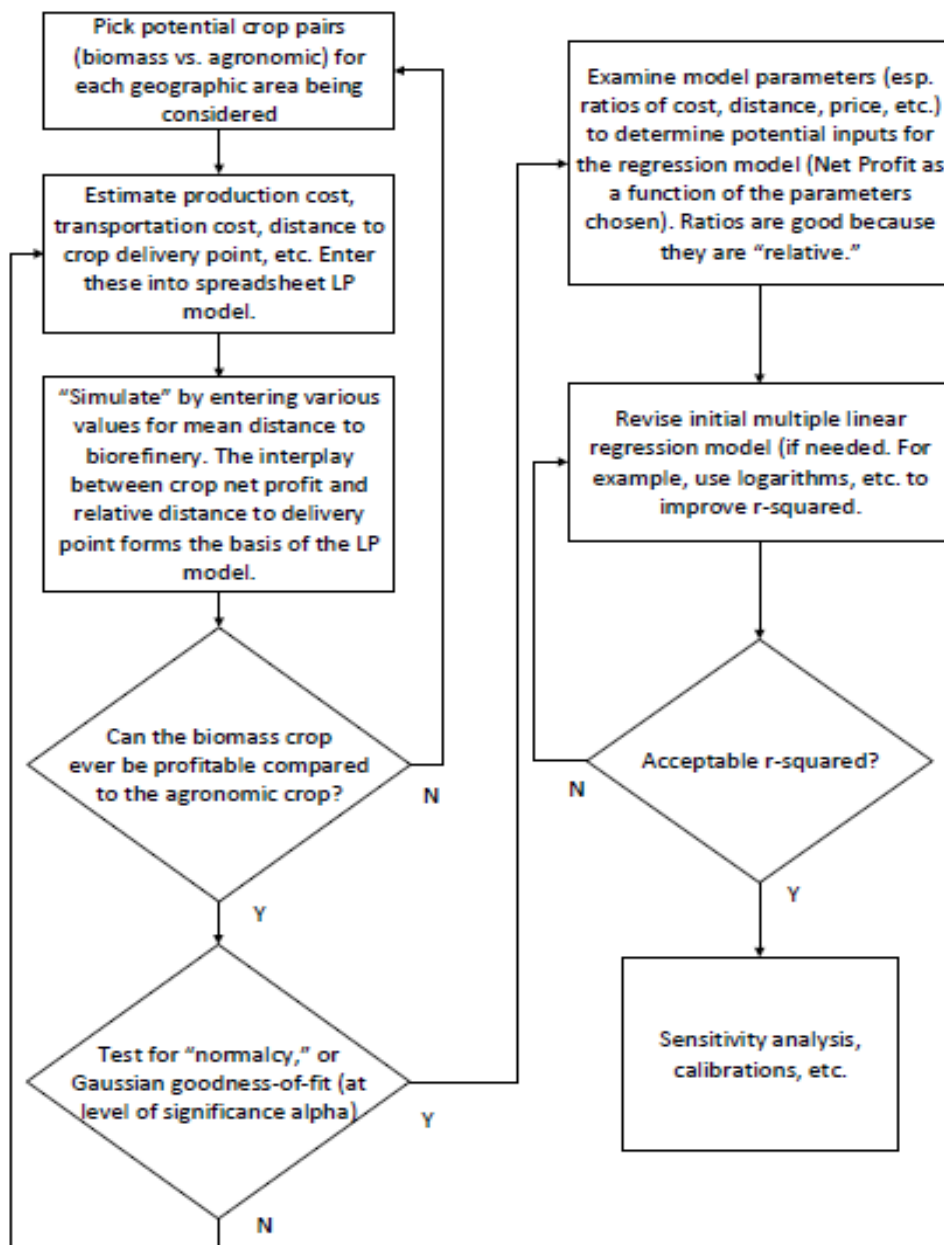 Pick potential crop pairs
(biomass vs. agronomic) for
each geographic area being
considered
Estimate production cost,
transportation cost, distance to
crop delivery point, etc. Enter
these into spreadsheet LP
model.
“Simulate” by entering various
values for mean distance to
biorefinery. The interplay
between crop net profit and
relative distance to delivery
point forms the basis of the LP
model.
Can the biomass crop
ever be profitable compared
to the agronomic crop?
N
Y
Test for “normalcy,” or
Gaussian goodness-of-fit (at
level of significance alpha)
Y
N
Examine model parameters (esp.
ratios of cost, distance, price, etc.)
to determine potential inputs for
the regression model (Net Profit as
a function of the parameters
chosen). Ratios are good because
they are “relative.”
Revise initial multiple linear
regression model (if needed. For
example, use logarithms, etc. to
improve r-squared.
Acceptable r-squared?
N
Y
Sensitivity analysis,
calibrations, etc.